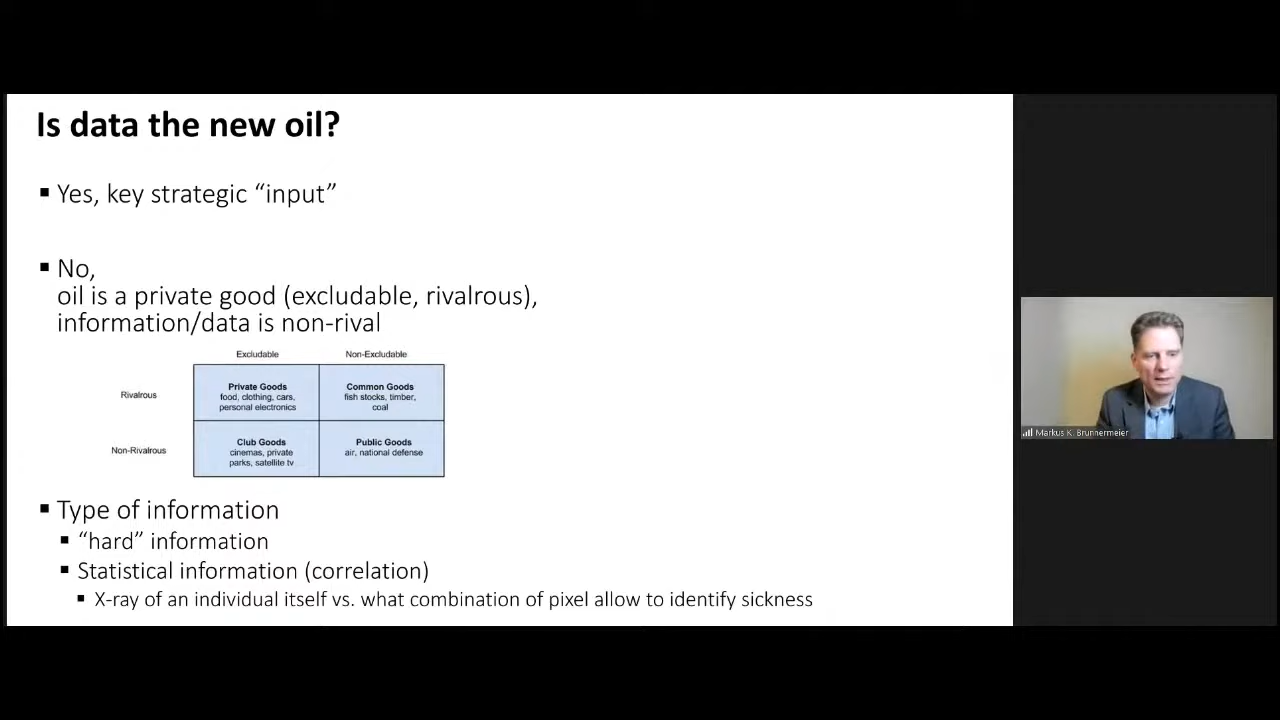 Is data the new oil?
▪ Yes, key strategic “input”
▪ No,
oil is a private good (excludable, rivalrous),
information/data is non-rival
Excludable Non-Excludable
Rivalrous
Private Goods
food, clothing, cars,
personal electronics
Common Goods
fish stocks, timber,
coal
Non-Rivalrous
Club Goods
cinemas, private
parks, satellite tv
Public Goods
air, national defense
▪ Type of information
▪ “hard” information
▪ Statistical information (correlation)
▪ X-ray of an individual itself vs. what combination of pixel allow to identify sickness
Markus K. Brunnermeier